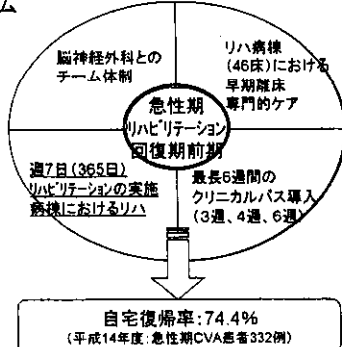 ム
脳神経外科との
チーム体制
リハ病棟
(46床)における
早期離床
専門的ケア
急性期
リハビリテーション
回復期前期
週7日(365日)
リハビリテーションの実施
病棟におけるリハ
最長6週間の
クリニカルパス導入
(3週、4週、6週)
自宅復帰率:74.4%
(平成14年度:急性期CVA患者332例)